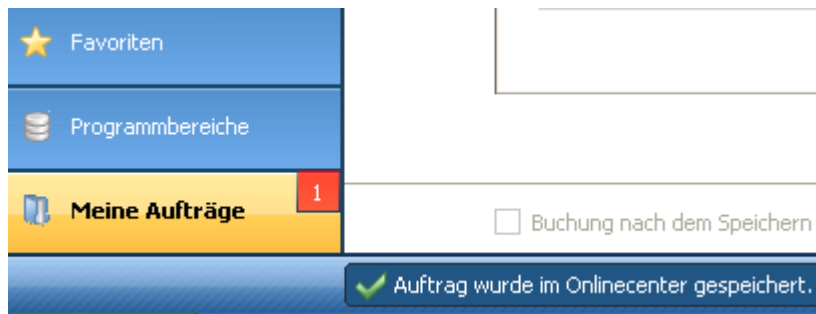 Favoriten
Programmbereiche
Meine Aufträge
1
Buchung nach dem Speichern
Auftrag wurde im Onlinecenter gespeichert.